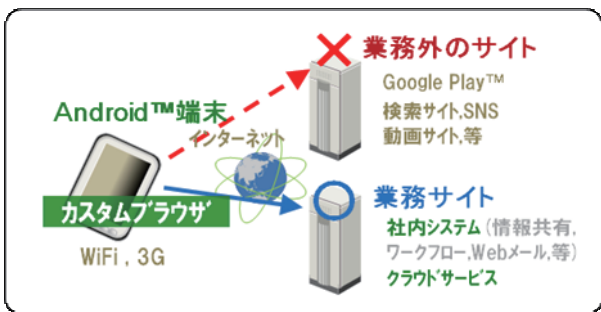 業務外のサイト
Google Play™
検索サイト,SNS
動画サイト,等
Android™端末
インターネット
カスタムブラウザ
WiFi , 3G
業務サイト
社内システム (情報共有,
ワークフロー,Webメール,等)
クラウドサービス